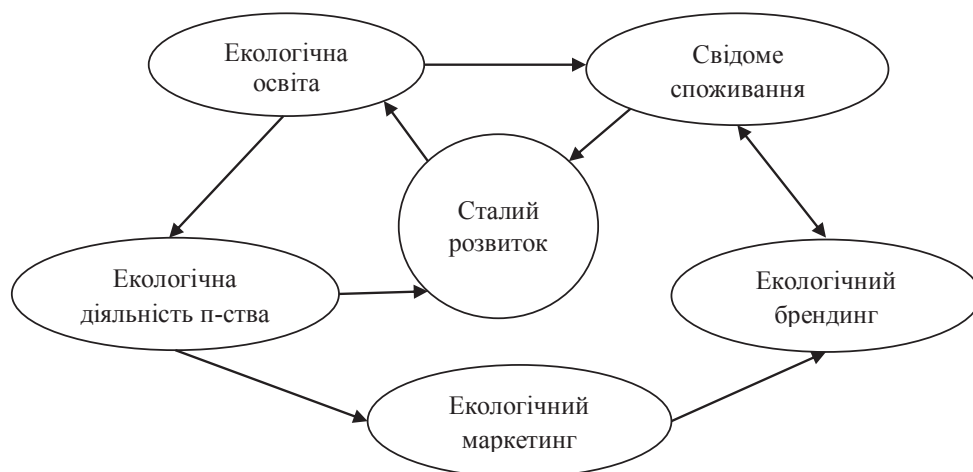 Екологічна
освіта
Свідоме
споживання
Сталий
розвиток
Екологічна
діяльність п-ства
Екологічний
брендинг
Екологічний
маркетинг